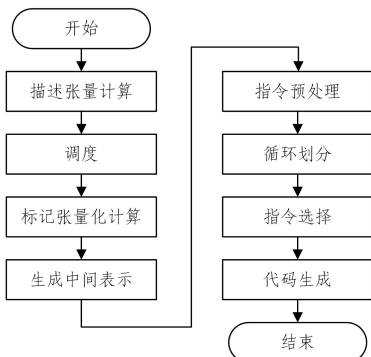 开始
描述张量计算
调度
标记张量化计算
生成中间表示
指令预处理
循环划分
指令选择
代码生成
结束